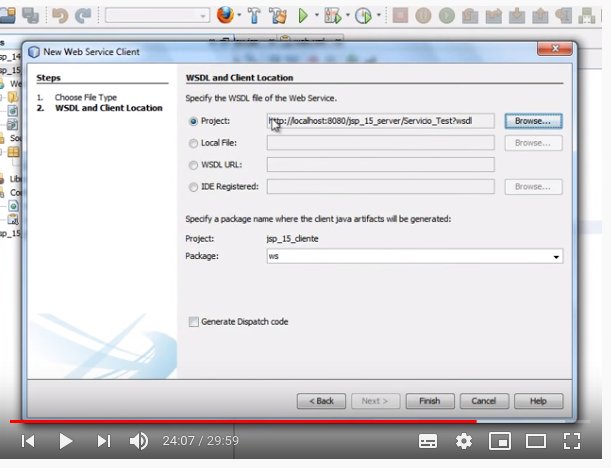 New Web Service Client
Steps
1. Choose File Type
2. WSDL and Client Location
WSDL and Client Location
Specify the WSDL file of the Web Service.
Project: http://localhost:8080/jsp_15_server/Servicio_Test?wsdl Browse...
Local File: Browse...
WSDL URL:
IDE Registered: Browse...
Specify a package name where the client java artifacts will be generated:
Project: jsp_15_cliente
Package: ws
Generate Dispatch code
< Back Next > Finish Cancel Help
24:07 / 29:59